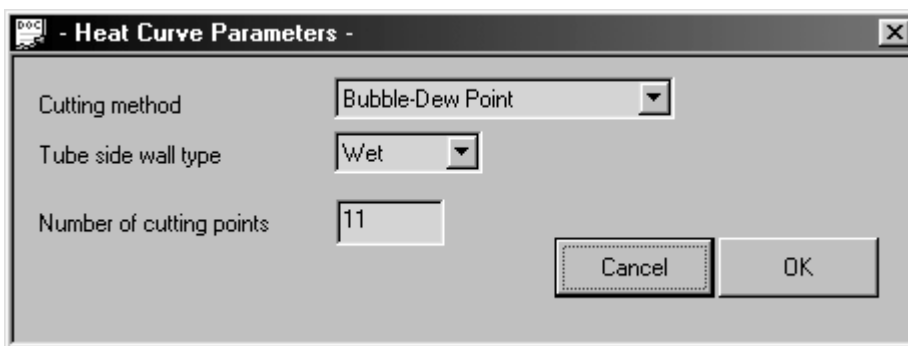 DOC
- Heat Curve Parameters -
Cutting method Bubble-Dew Point
Tube side wall type Wet
Number of cutting points 11
Cancel OK